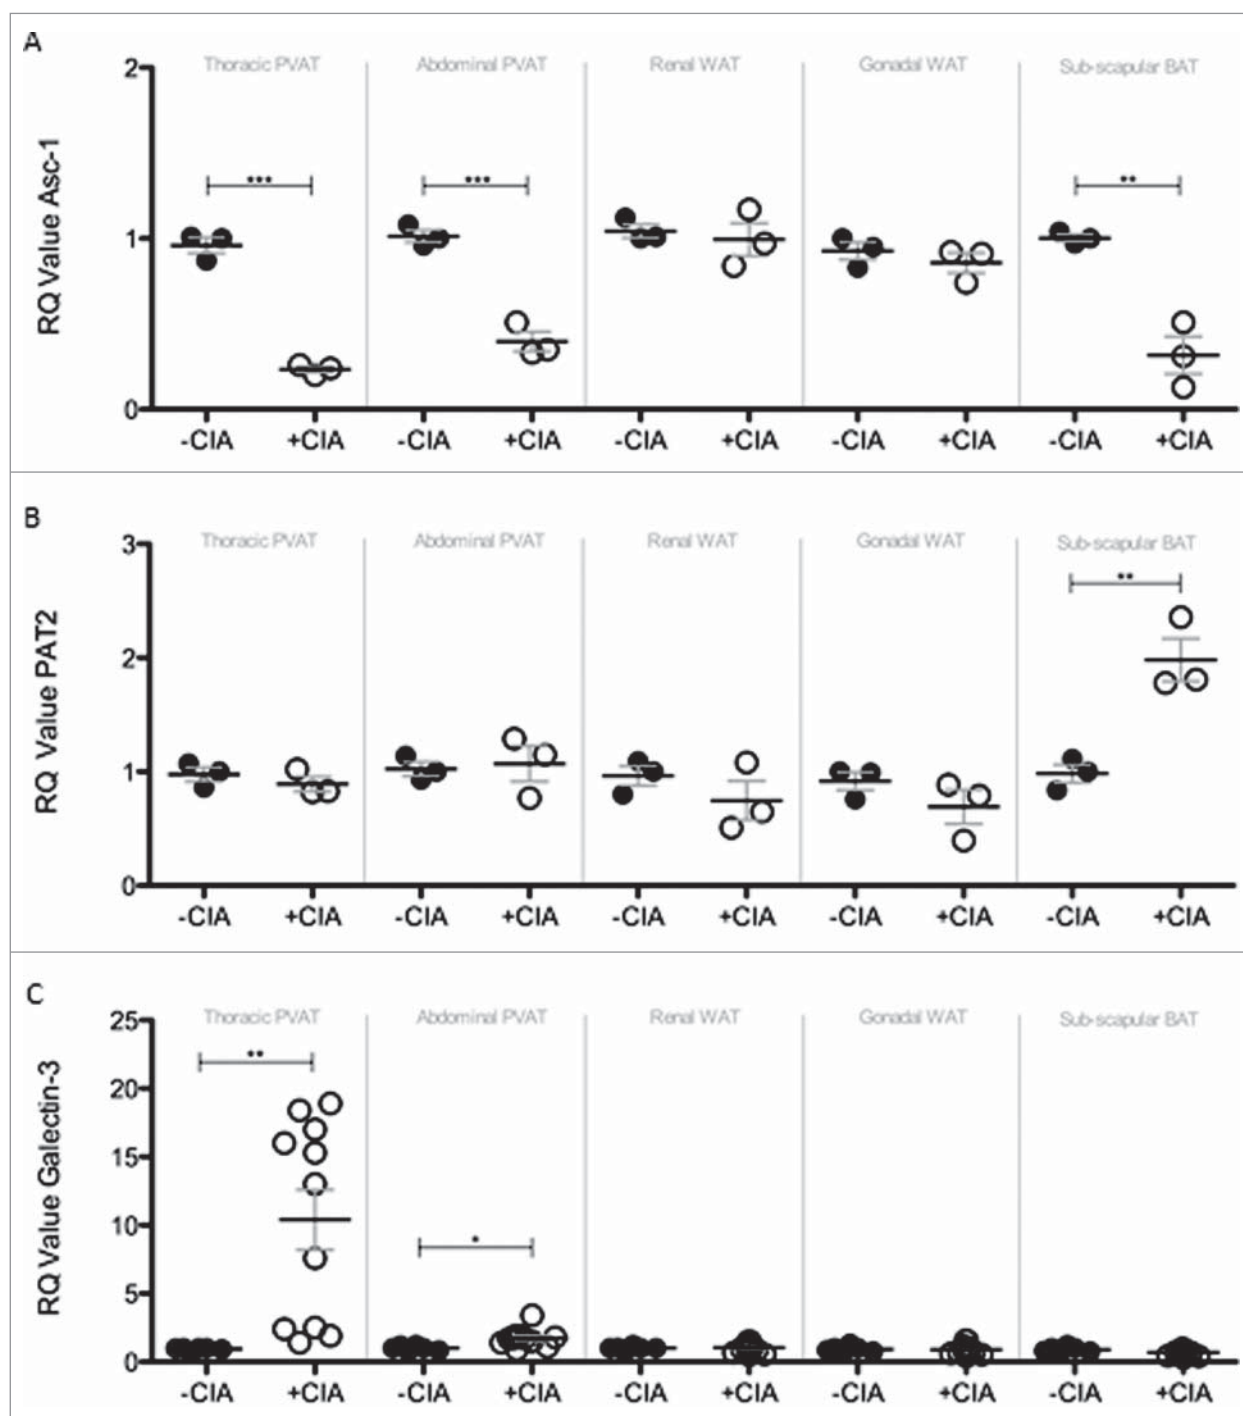 A
Thoracic PVAT Abdominal PVAT Renal WAT Gonadal WAT Sub-scapular BAT
2
*** *** **
RQ Value Asc-1
1
0
-CIA +CIA -CIA +CIA -CIA +CIA -CIA +CIA -CIA +CIA
B
Thoracic PVAT Abdominal PVAT Renal WAT Gonadal WAT Sub-scapular BAT
3
**
RQ Value PAT2
2
1
0
-CIA +CIA -CIA +CIA -CIA +CIA -CIA +CIA -CIA +CIA
C
Thoracic PVAT Abdominal PVAT Renal WAT Gonadal WAT Sub-scapular BAT
25
**
20
RQ Value Galectin-3
15
10
*
5
0
-CIA +CIA -CIA +CIA -CIA +CIA -CIA +CIA -CIA +CIA